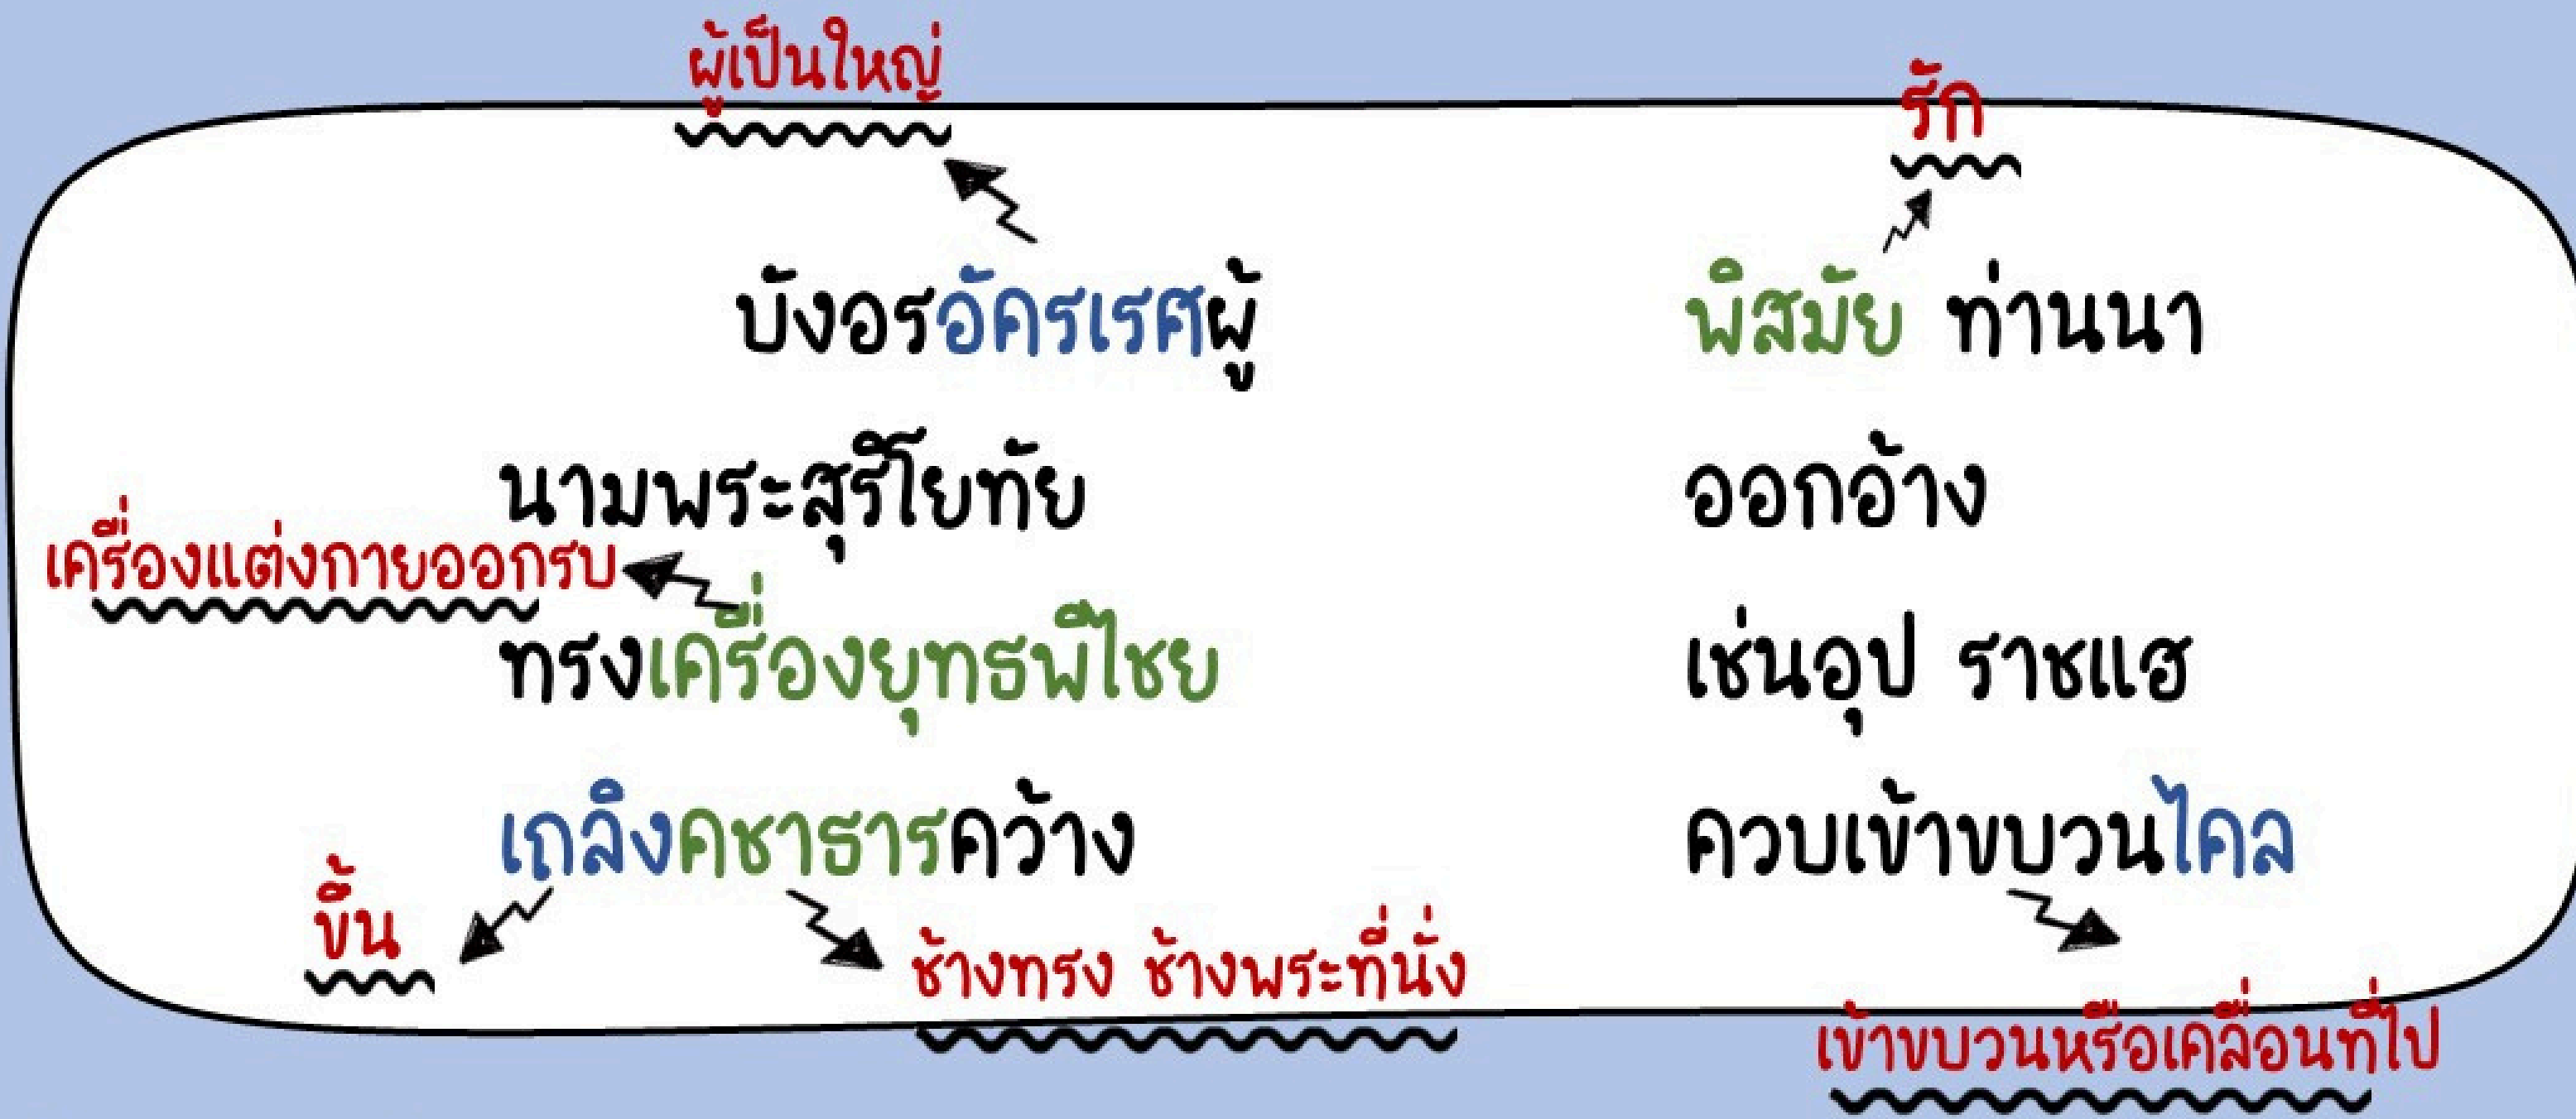 ผู้เป็นใหญ่
รัก
บังอรอัครเรศผู้ พิสมัย ท่านนา
นามพระสุริโยทัย ออกอ้าง
เครื่องแต่งกายออกรบ
ทรงเครื่องยุทธพิไชย เช่นอุป ราชแฮ
เถลิงคชาธารคว้าง ควบเข้าขบวนไคล
ขึ้น
ช้างทรง ช้างพระที่นั่ง
เข้าขบวนหรือเคลื่อนที่ไป